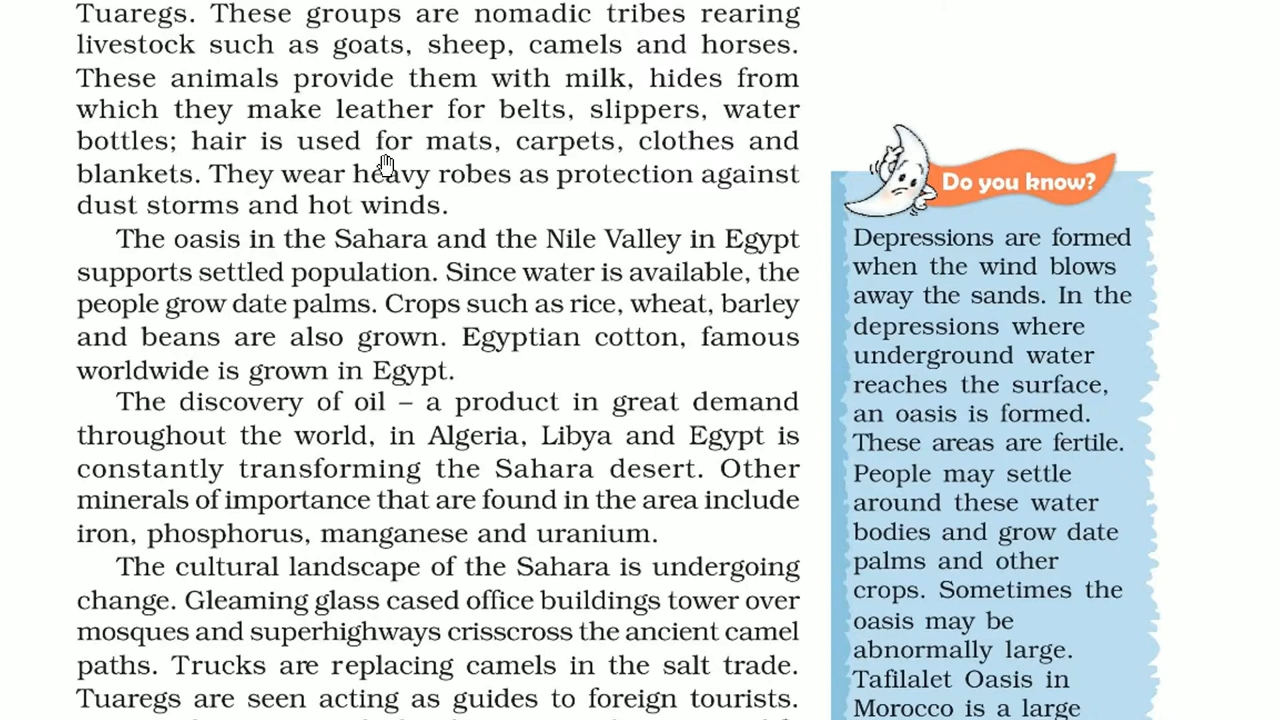 Tuaregs. These groups are nomadic tribes rearing
livestock such as goats, sheep, camels and horses.
These animals provide them with milk, hides from
which they make leather for belts, slippers, water
bottles; hair is used for mats, carpets, clothes and
blankets. They wear heavy robes as protection against
dust storms and hot winds.
The oasis in the Sahara and the Nile Valley in Egypt
supports settled population. Since water is available, the
people grow date palms. Crops such as rice, wheat, barley
and beans are also grown. Egyptian cotton, famous
worldwide is grown in Egypt.
The discovery of oil – a product in great demand
throughout the world, in Algeria, Libya and Egypt is
constantly transforming the Sahara desert. Other
minerals of importance that are found in the area include
iron, phosphorus, manganese and uranium.
The cultural landscape of the Sahara is undergoing
change. Gleaming glass cased office buildings tower over
mosques and superhighways crisscross the ancient camel
paths. Trucks are replacing camels in the salt trade.
Tuaregs are seen acting as guides to foreign tourists.
Do you know?
Depressions are formed
when the wind blows
away the sands. In the
depressions where
underground water
reaches the surface,
an oasis is formed.
These areas are fertile.
People may settle
around these water
bodies and grow date
palms and other
crops. Sometimes the
oasis may be
abnormally large.
Tafilalet Oasis in
Morocco is a large